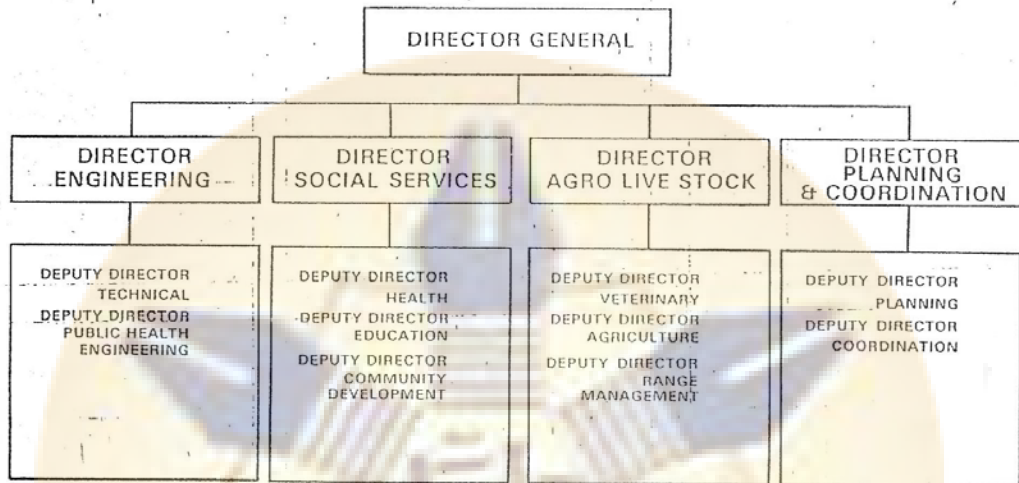 DIRECTOR GENERAL
DIRECTOR
ENGINEERING
DIRECTOR
SOCIAL SERVICES
DIRECTOR
AGRO LIVE STOCK
DIRECTOR
PLANNING
& COORDINATION
DEPUTY DIRECTOR
TECHNICAL
DEPUTY DIRECTOR
PUBLIC HEALTH
ENGINEERING
DEPUTY DIRECTOR
HEALTH
DEPUTY DIRECTOR
EDUCATION
DEPUTY DIRECTOR
COMMUNITY
DEVELOPMENT
DEPUTY DIRECTOR
VETERINARY
DEPUTY DIRECTOR
AGRICULTURE
DEPUTY DIRECTOR
RANGE
MANAGEMENT
DEPUTY DIRECTOR
PLANNING
DEPUTY DIRECTOR
COORDINATION